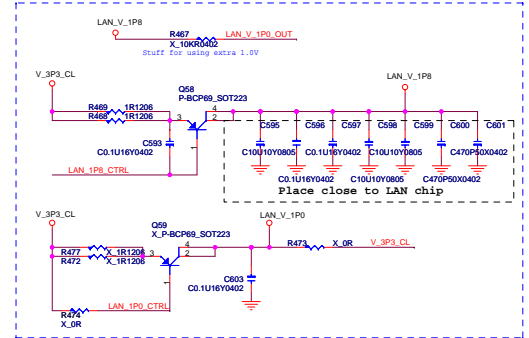 LAN_V_1P8
R467 LAN_V_1P0_OUT
X_10KR0402
Stuff for using extra 1.0V
V_3P3_CL
Q58
P-BCP69_SOT223
LAN_V_1P8
R469 1R1206
R468 1R1206
3
4
2
1
C593
C0.1U16Y0402
LAN_1P8_CTRL
C595 C596 C597 C598 C599 C600 C601
C0.1U16Y0402 C0.1U16Y0402 C10U10Y0805 C470P50X0402
C10U10Y0805 C10U10Y0805 C470P50X0402
Place close to LAN chip
V_3P3_CL
Q59
X_P-BCP69_SOT223
LAN_V_1P0
R477 X_1R1206
R472 X_1R1206
3
4
2
1
R473 X_0R V_3P3_CL
C603
C0.1U16Y0402
R474 LAN_1P0_CTRL
X_0R